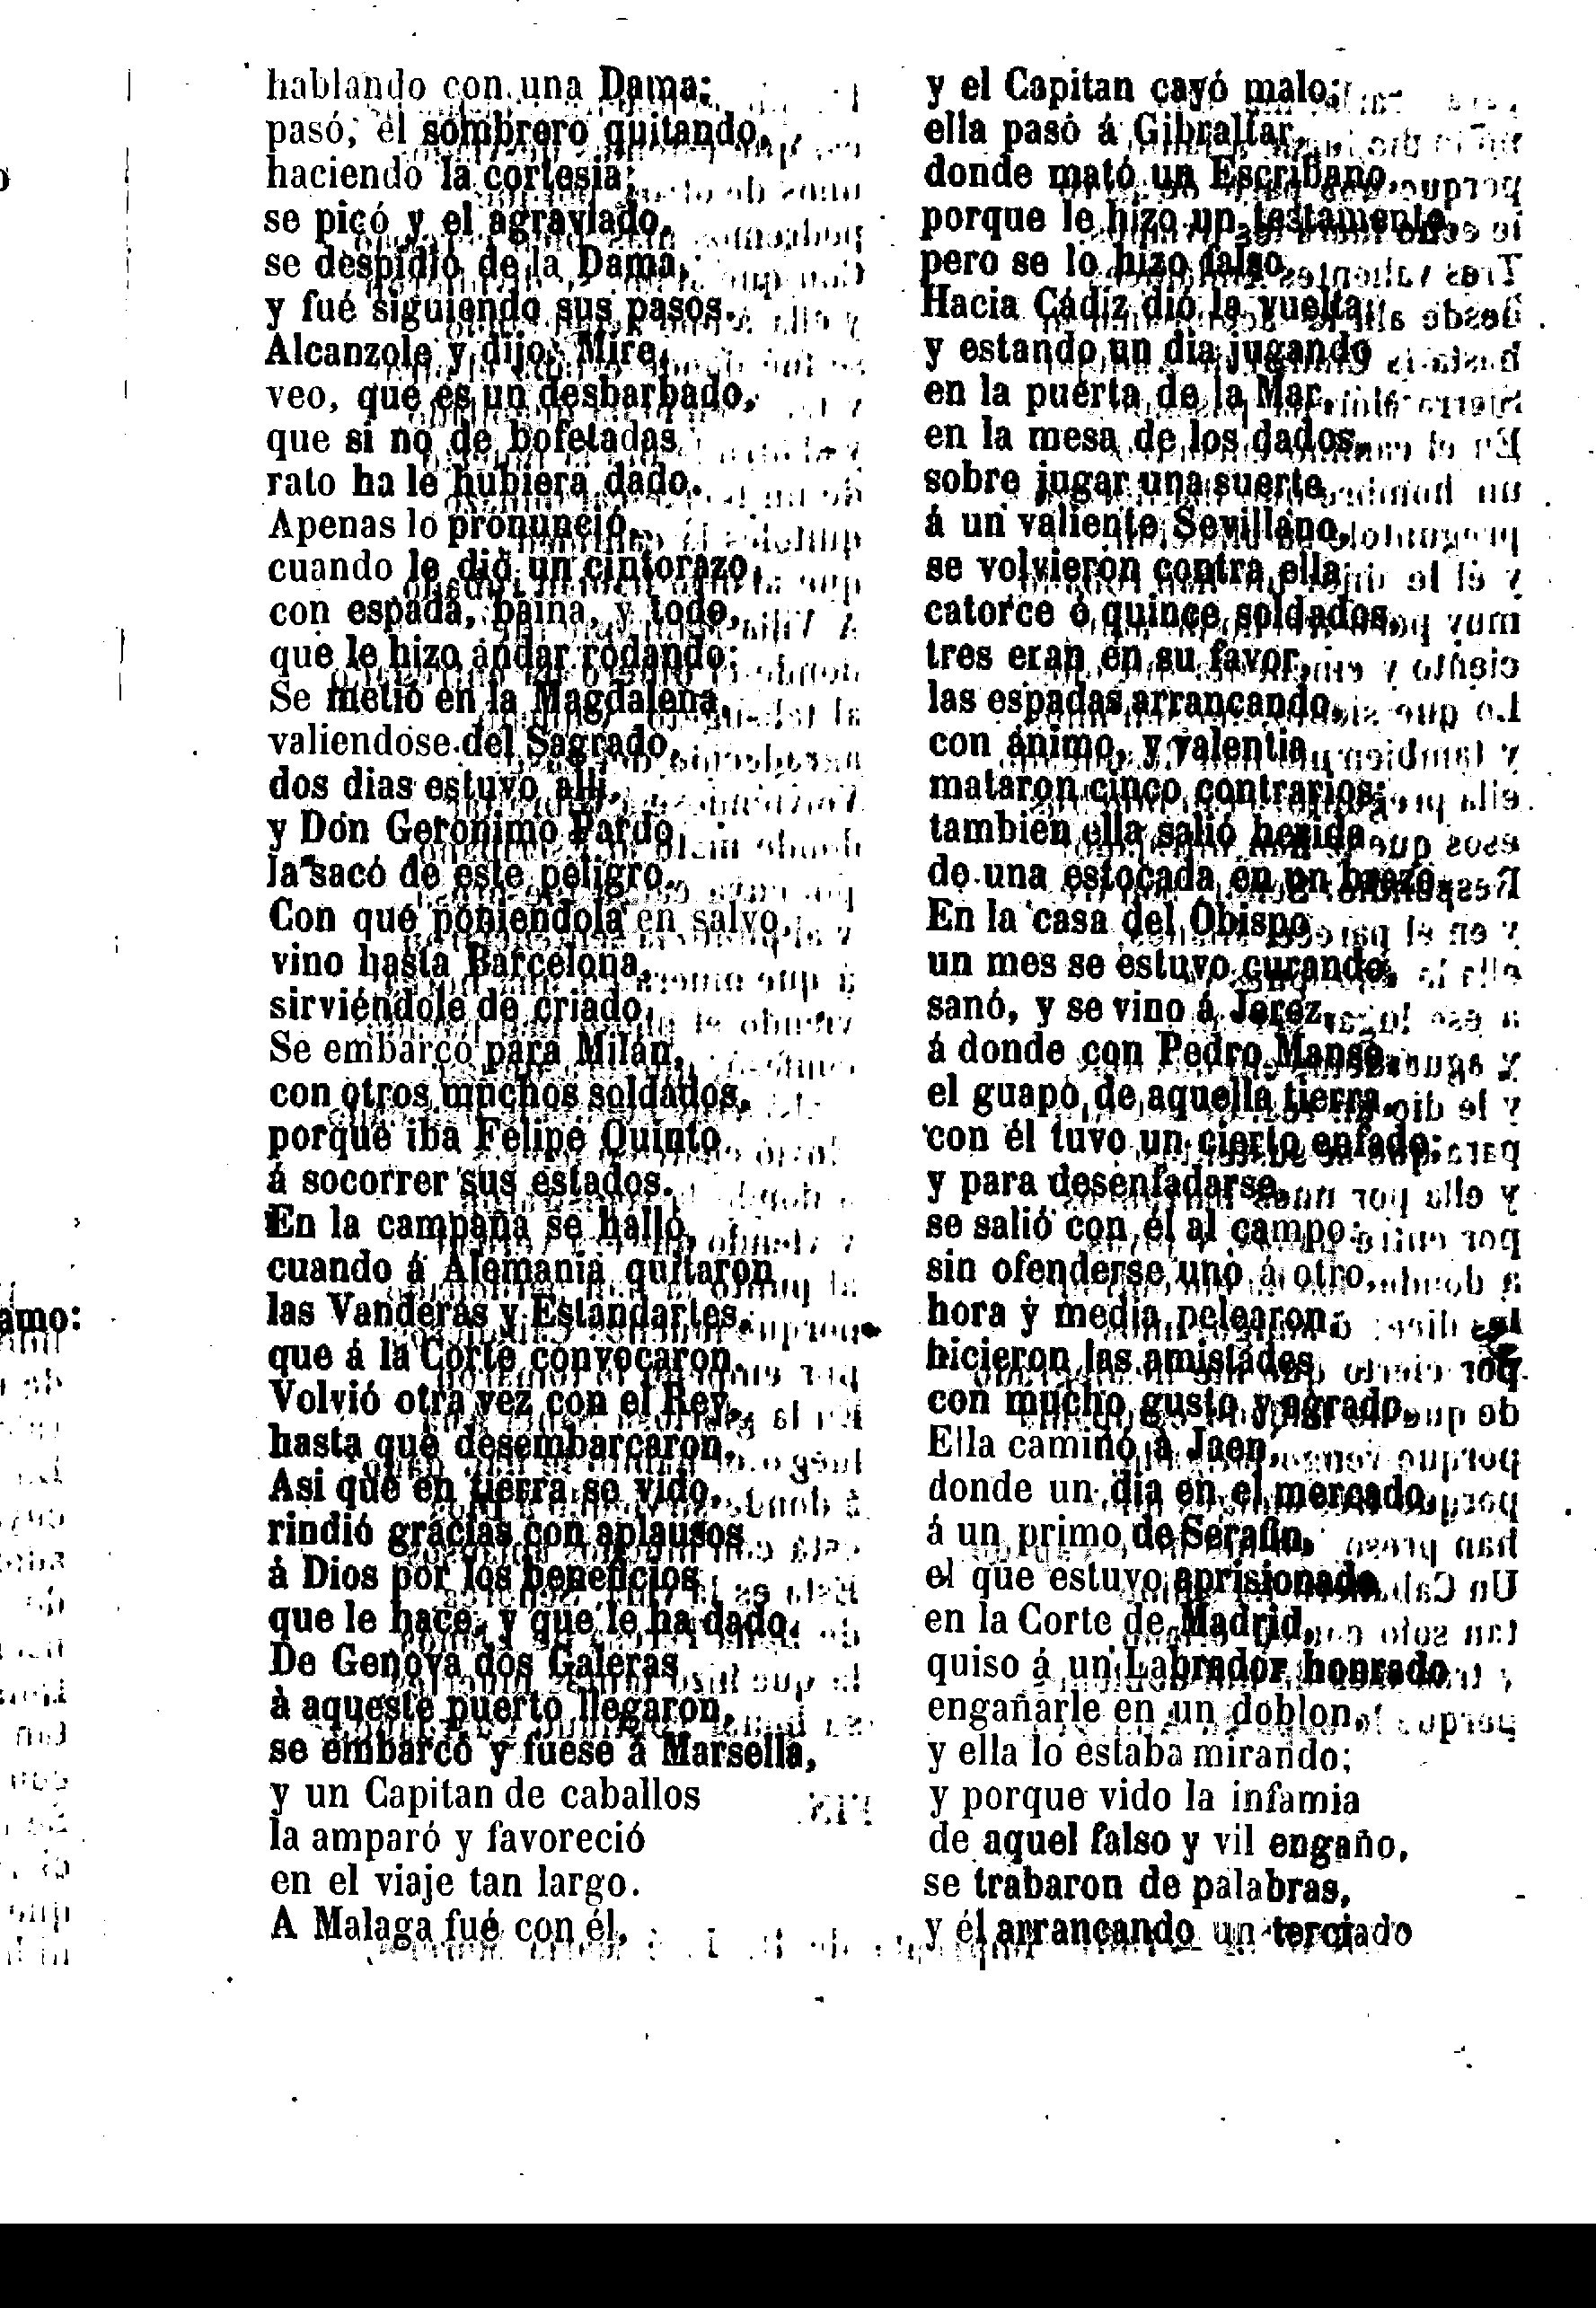 hablando con una Dama;
pasó, él sombrero quitando,
haciendo la cortesia;
se picó y el agraviado,
se despidió de la Dama,
y fué siguiendo sus pasos.
Alcanzole y dijo: Mire,
veo, que es un desbarbado,
que si no de bofetadas
rato ha le hubiera dado.
Apenas lo pronunció,
cuando le dió un cintorazo,
con espada, baina, y todo,
que le hizo andar rodando:
Se metió en la Magdalena,
valiendose del Sagrado,
dos dias estuvo alli,
y Don Geronimo Pardo
la sacó de este peligro.
Con que poniendola en salvo,
vino hasta Barcelona,
sirviéndole de criado.
Se embarcó para Milán,
con otros muchos soldados,
porque iba Felipe Quinto
á socorrer sus estados.
En la campaña se halló,
cuando á Alemania quitaron
las Vanderas y Estandartes,
que á la Corte convocaron.
Volvió otra vez con el Rey,
hasta que desembarcaron.
Asi que en tierra se vido,
rindió gracias con aplausos
á Dios por los beneficios
que le hace, y que le ha dado.
De Genova dos Galeras
à aqueste puerto llegaron,
se embarcó y fuese á Marsella,
y un Capitan de caballos
la amparó y favoreció
en el viaje tan largo.
A Malaga fué con él,
y el Capitan cayó malo;
ella pasó á Gibraltar,
donde mató un Escribano,
porque le hizo un testamento,
pero se lo hizo falso.
Hacia Cádiz dió la vuelta,
y estando un dia jugando
en la puerta de la Mar,
en la mesa de los dados,
sobre jugar una suerte
á un valiente Sevillano,
se volvieron contra ella
catorce ó quince soldados,
tres eran en su favor,
las espadas arrancando,
con ánimo, y valentia
mataron cinco contrarios;
tambien ella salió herida
de una estocada en un brazo.
En la casa del Obispo
un mes se estuvo curando,
sanó, y se vino á Jerez,
á donde con Pedro Manso,
el guapo de aquella tierra,
con él tuvo un cierto enfado;
y para desenfadarse,
se salió con él al campo:
sin ofenderse uno á otro,
hora y media pelearon;
hicieron las amistades
con mucho gusto y agrado.
Ella caminó à Jaen,
donde un dia en el mercado,
á un primo de Serafin,
el que estuvo aprisionado
en la Corte de Madrid,
quiso á un Labrador honrado
engañarle en un doblon,
y ella lo estaba mirando;
y porque vido la infamia
de aquel falso y vil engaño,
se trabaron de palabras,
y él arrancando un terciado
amo: